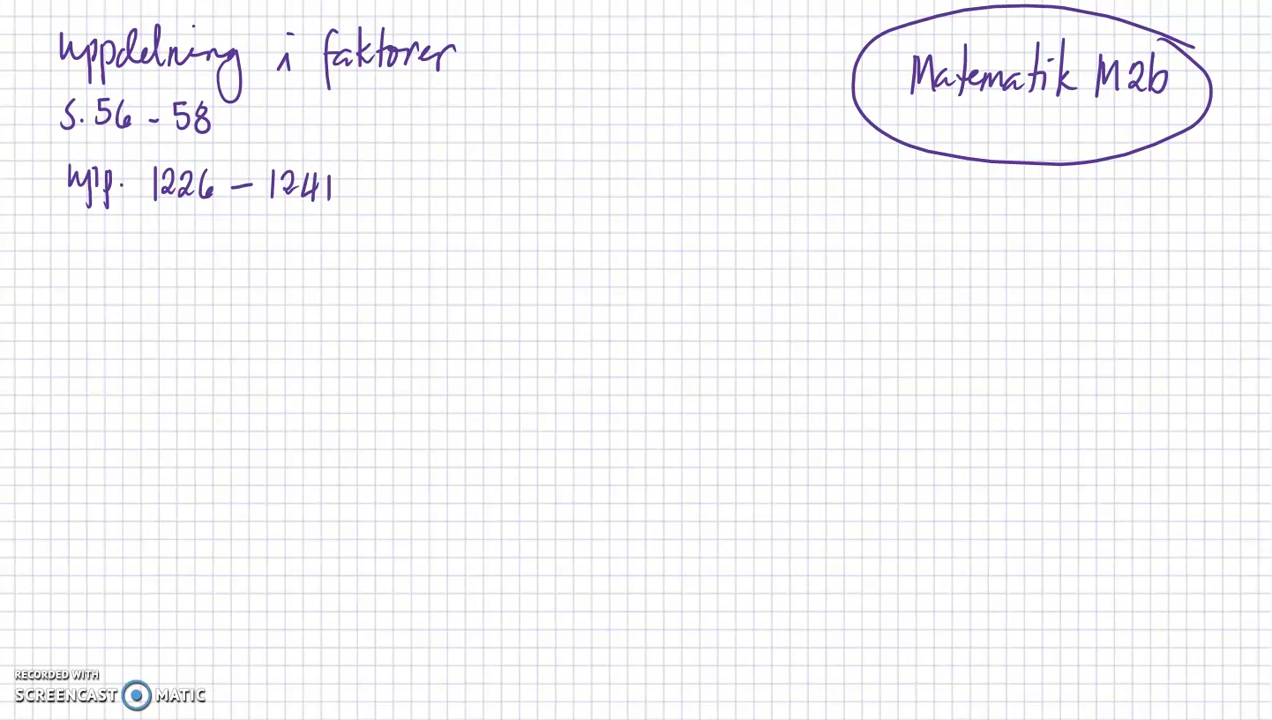 Uppdelning i faktorer
Matematik M2b
s. 56 - 58
Upp. 1226 - 1241
RECORDED WITH
SCREENCAST MATIC